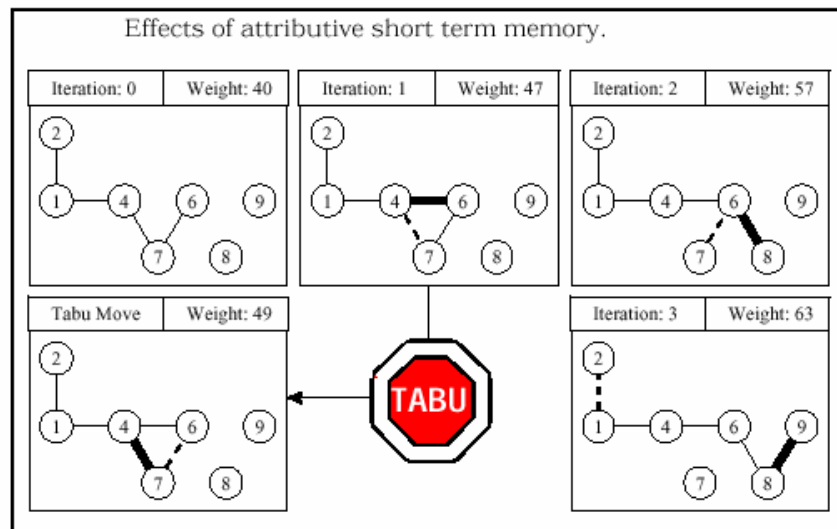 Effects of attributive short term memory.
Iteration: 0 Weight: 40
2
1 4 6 9
7 8
Iteration: 1 Weight: 47
2
1 4 6 9
7 8
Iteration: 2 Weight: 57
2
1 4 6 9
7 8
Tabu Move Weight: 49
2
1 4 6 9
7 8
TABU
Iteration: 3 Weight: 63
2
1 4 6 9
7 8